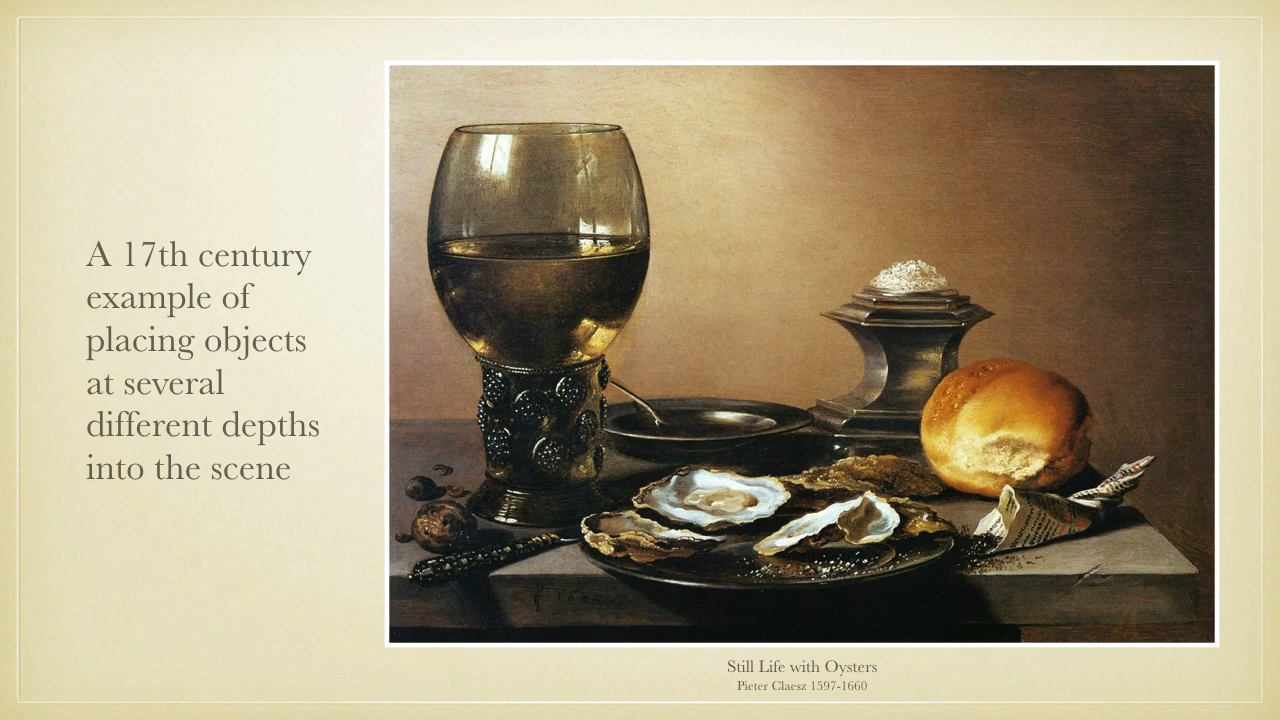 A 17th century
example of
placing objects
at several
different depths
into the scene
Still Life with Oysters
Pieter Claesz 1597-1660